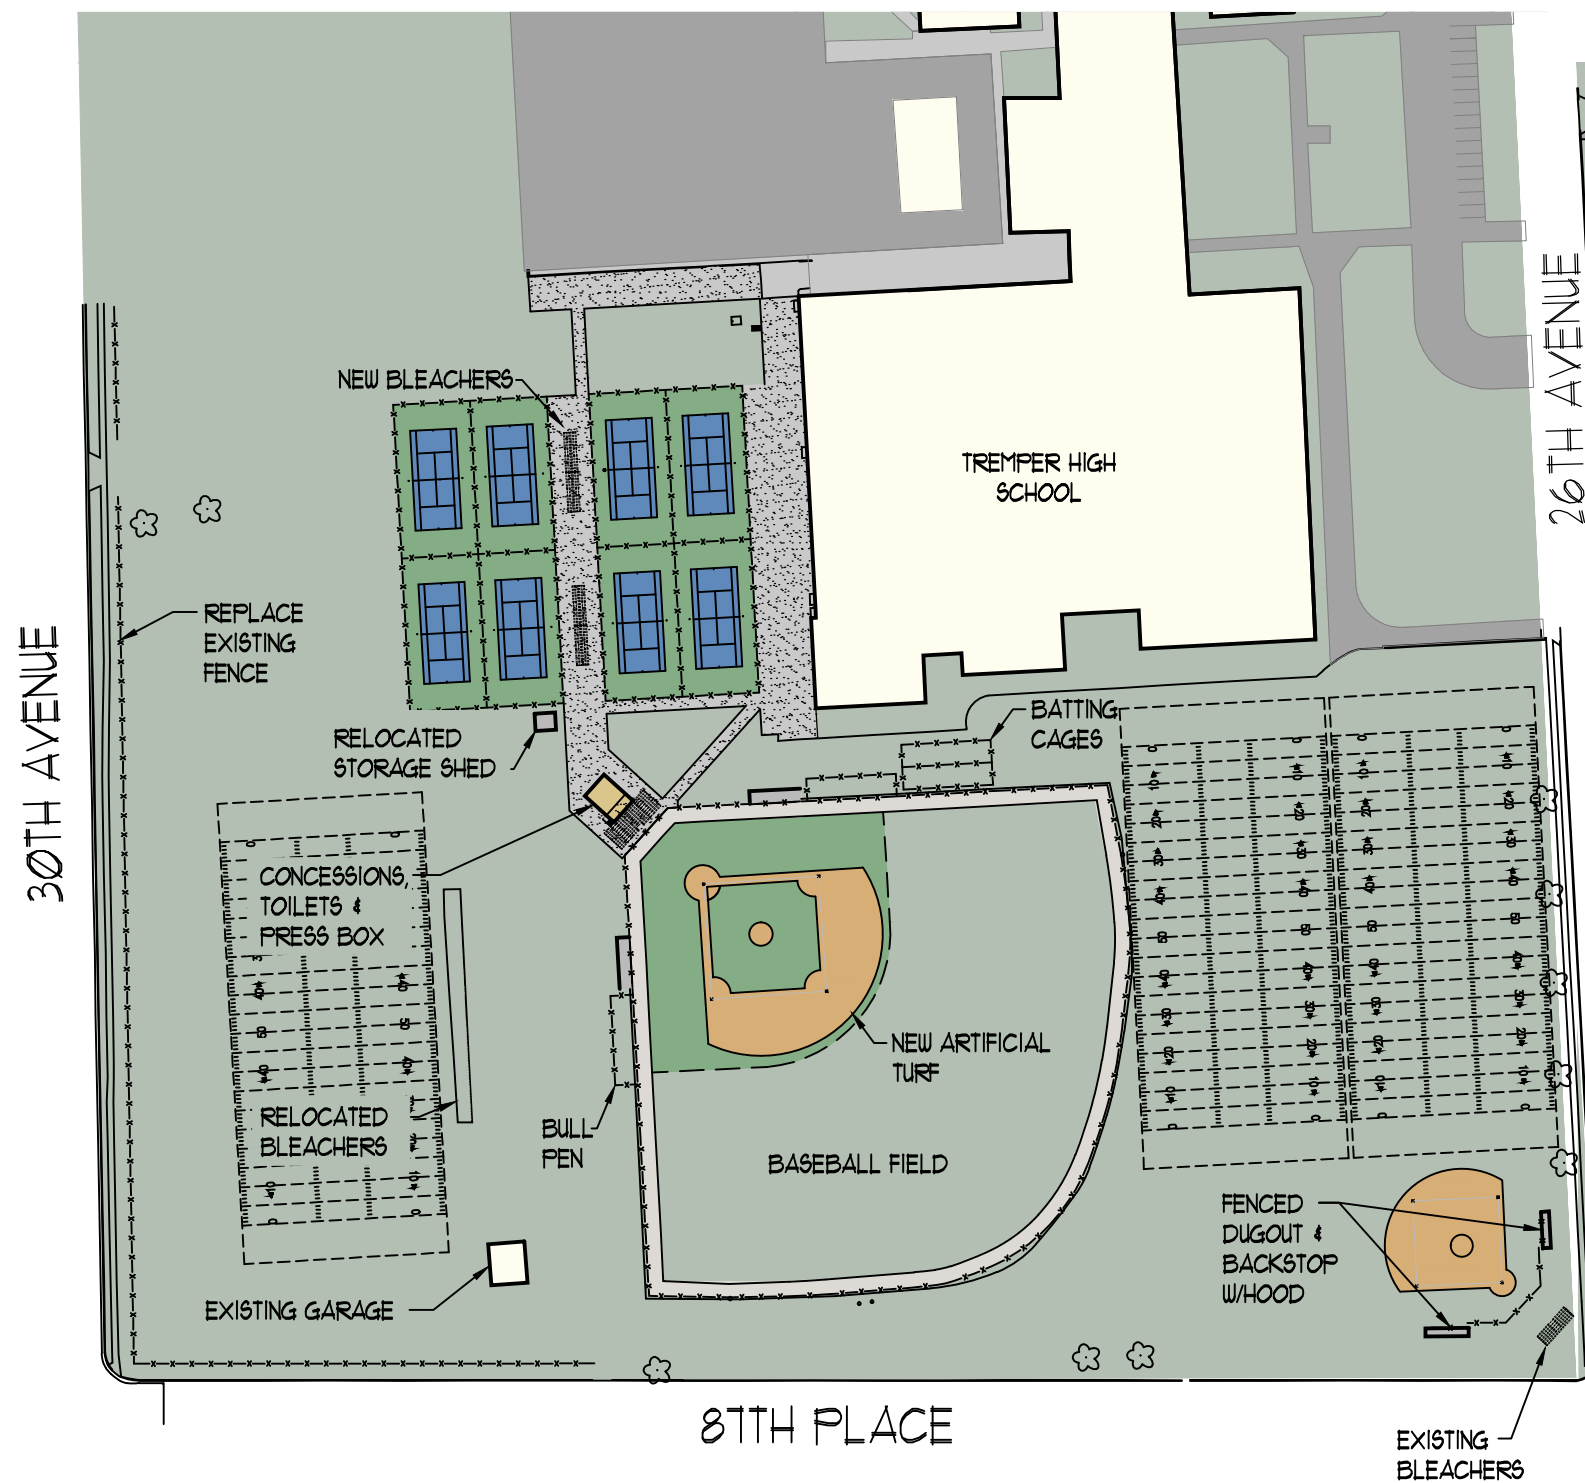 NEW BLEACHERS
TREMPER HIGH
SCHOOL
26TH AVENUE
REPLACE
EXISTING
FENCE
30TH AVENUE
RELOCATED
STORAGE SHED
BATTING
CAGES
CONCESSIONS,
TOILETS &
PRESS BOX
NEW ARTIFICIAL
TURF
RELOCATED
BLEACHERS
BULL
PEN
BASEBALL FIELD
FENCED
DUGOUT &
BACKSTOP
W/HOOD
EXISTING GARAGE
87TH PLACE
EXISTING
BLEACHERS